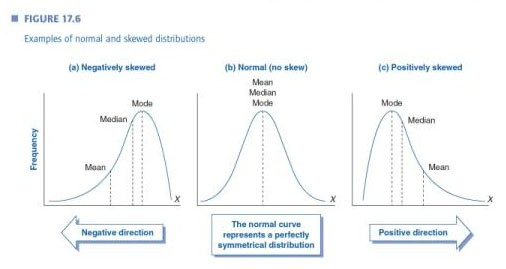 FIGURE 17.6
Examples of normal and skewed distributions
(a) Negatively skewed
(b) Normal (no skew)
(c) Positively skewed
Frequency
Mean
Median
Mode
X
Mean
Median
Mode
X
Mode
Median
Mean
X
Negative direction
The normal curve
represents a perfectly
symmetrical distribution
Positive direction